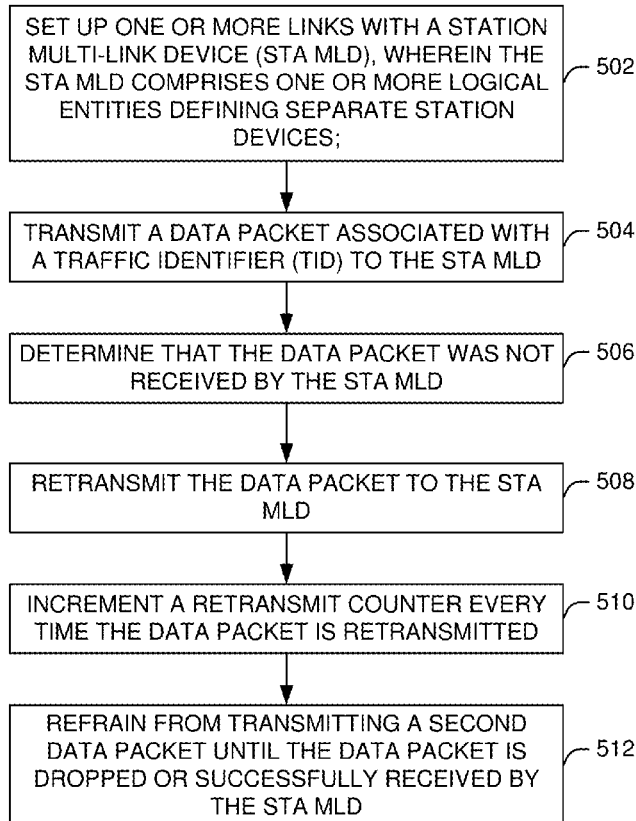 SET UP ONE OR MORE LINKS WITH A STATION
MULTI-LINK DEVICE (STA MLD), WHEREIN THE
STA MLD COMPRISES ONE OR MORE LOGICAL
ENTITIES DEFINING SEPARATE STATION
DEVICES;
502
TRANSMIT A DATA PACKET ASSOCIATED WITH
A TRAFFIC IDENTIFIER (TID) TO THE STA MLD
504
DETERMINE THAT THE DATA PACKET WAS NOT
RECEIVED BY THE STA MLD
506
RETRANSMIT THE DATA PACKET TO THE STA
MLD
508
INCREMENT A RETRANSMIT COUNTER EVERY
TIME THE DATA PACKET IS RETRANSMITTED
510
REFRAIN FROM TRANSMITTING A SECOND
DATA PACKET UNTIL THE DATA PACKET IS
DROPPED OR SUCCESSFULLY RECEIVED BY
THE STA MLD
512